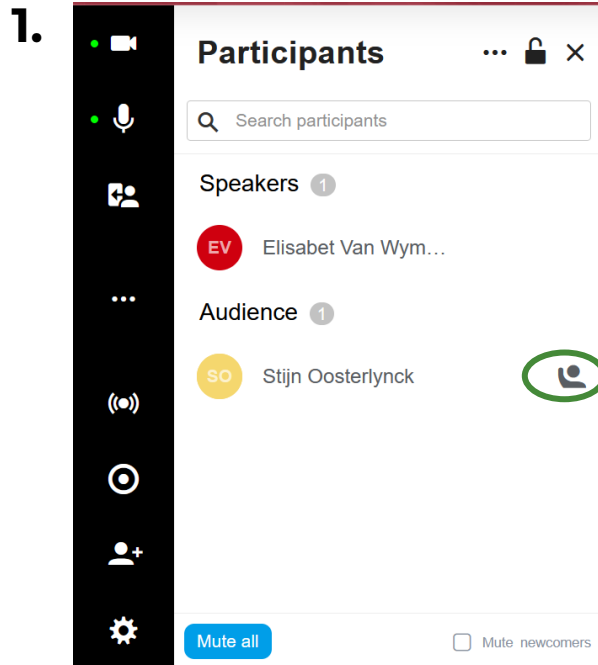 1.
Participants
Search participants
Speakers 1
EV Elisabet Van Wym…
Audience 1
SO Stijn Oosterlynck
Mute all
Mute newcomers